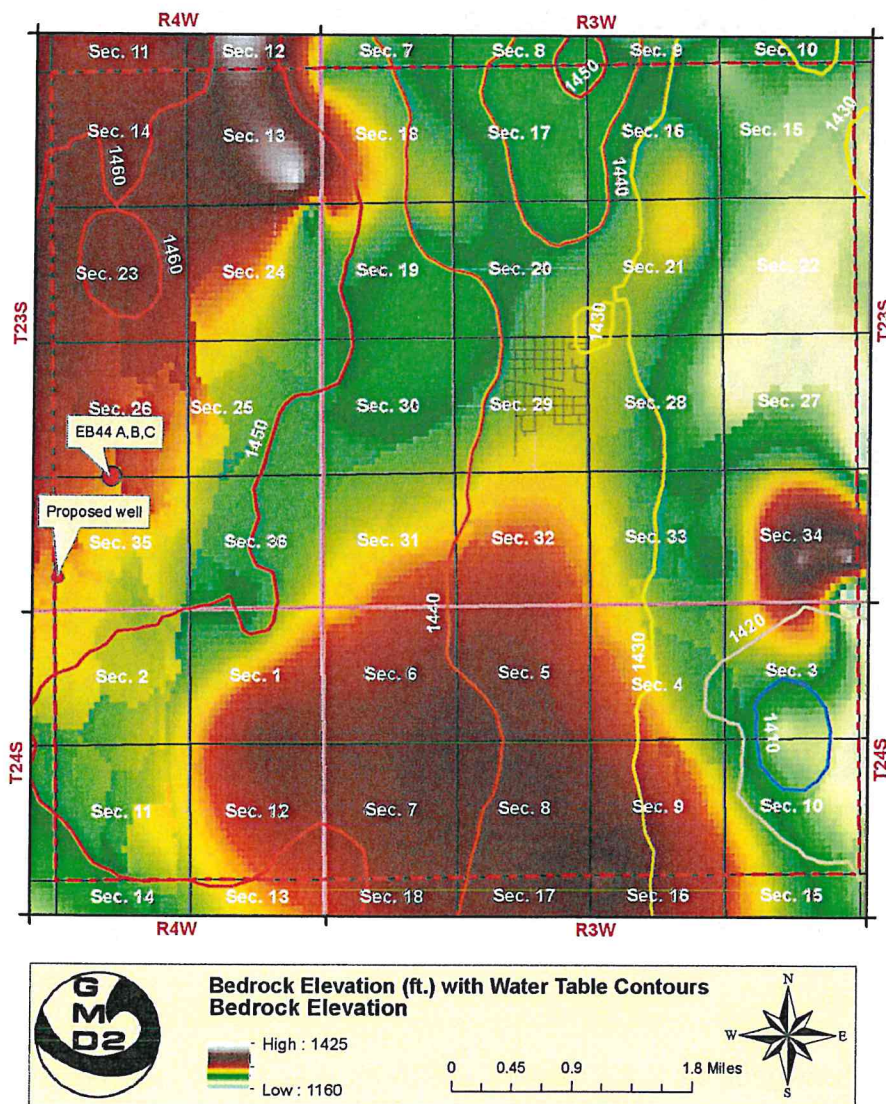 R4W R3W
Sec. 11 Sec. 12 Sec. 7 Sec. 8 Sec. 9 Sec. 10
1450
Sec. 14 Sec. 13 Sec. 18 Sec. 17 Sec. 16 Sec. 15
1430
1460
1440
1460
Sec. 23 Sec. 24 Sec. 19 Sec. 20 Sec. 21 Sec. 22
T23S T23S
1430
Sec. 26 Sec. 25 Sec. 30 Sec. 29 Sec. 28 Sec. 27
EB44 A,B,C
1450
Proposed well
Sec. 35 Sec. 36 Sec. 31 Sec. 32 Sec. 33 Sec. 34
1440
1430
1420
Sec. 2 Sec. 1 Sec. 6 Sec. 5 Sec. 4 Sec. 3
T24S T24S
1410
Sec. 11 Sec. 12 Sec. 7 Sec. 8 Sec. 9 Sec. 10
Sec. 14 Sec. 13 Sec. 18 Sec. 17 Sec. 16 Sec. 15
R4W R3W
G
M
D2
Bedrock Elevation (ft.) with Water Table Contours
Bedrock Elevation
High : 1425
Low : 1160
0 0.45 0.9 1.8 Miles
N
W E
S